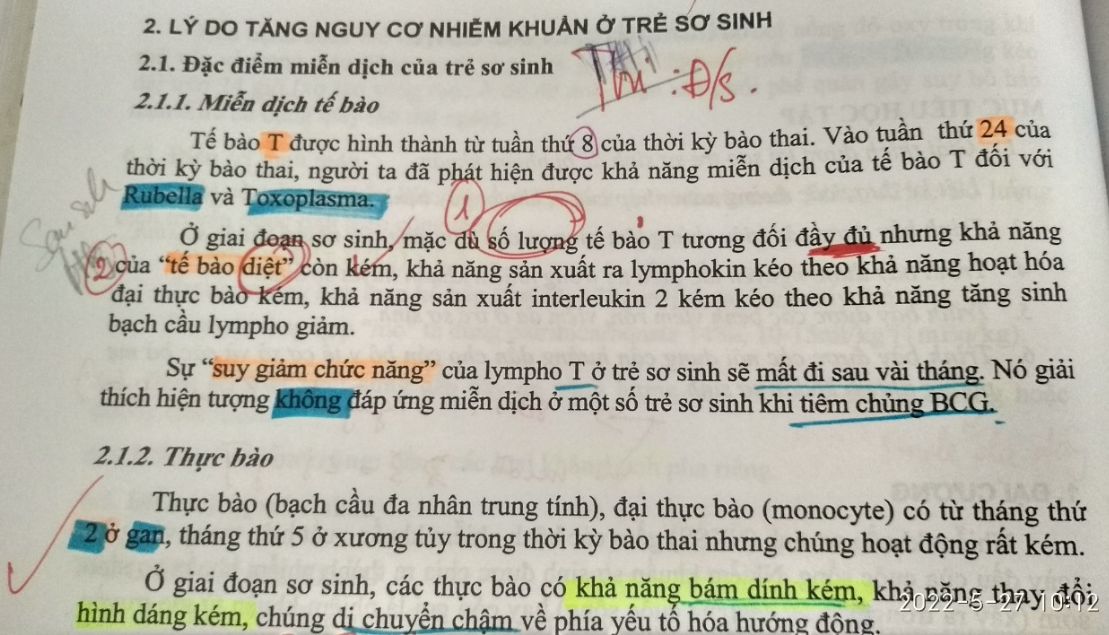 2. LÝ DO TĂNG NGUY CƠ NHIỄM KHUẨN Ở TRẺ SƠ SINH
2.1. Đặc điểm miễn dịch của trẻ sơ sinh
Thi : Đ/S.
2.1.1. Miễn dịch tế bào
Tế bào T được hình thành từ tuần thứ 8 của thời kỳ bào thai. Vào tuần thứ 24 của
thời kỳ bào thai, người ta đã phát hiện được khả năng miễn dịch của tế bào T đối với
Rubella và Toxoplasma.
1
Ở giai đoạn sơ sinh, mặc dù số lượng tế bào T tương đối đầy đủ nhưng khả năng
2
của “tế bào diệt” còn kém, khả năng sản xuất ra lymphokin kéo theo khả năng hoạt hóa
đại thực bào kém, khả năng sản xuất interleukin 2 kém kéo theo khả năng tăng sinh
bạch cầu lympho giảm.
Sự “suy giảm chức năng” của lympho T ở trẻ sơ sinh sẽ mất đi sau vài tháng. Nó giải
thích hiện tượng không đáp ứng miễn dịch ở một số trẻ sơ sinh khi tiêm chủng BCG.
2.1.2. Thực bào
Thực bào (bạch cầu đa nhân trung tính), đại thực bào (monocyte) có từ tháng thứ
2 ở gan, tháng thứ 5 ở xương tủy trong thời kỳ bào thai nhưng chúng hoạt động rất kém.
Ở giai đoạn sơ sinh, các thực bào có khả năng bám dính kém, khả năng thay đổi
hình dáng kém, chúng di chuyển chậm về phía yếu tố hóa hướng động.
2022-5-27 10:12